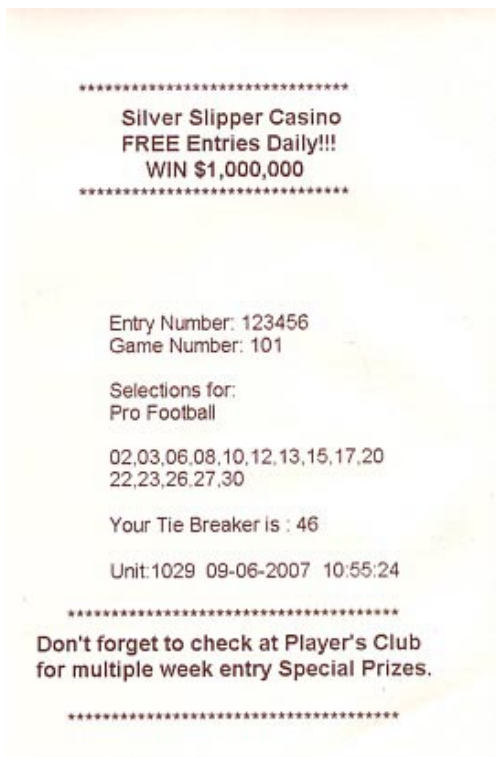 *******************************
Silver Slipper Casino
FREE Entries Daily!!!
WIN $1,000,000
*******************************
Entry Number: 123456
Game Number: 101
Selections for:
Pro Football
02,03,06,08,10,12,13,15,17,20
22,23,26.27,30
Your Tie Breaker is : 46
Unit:1029 09-06-2007 10:55:24
**************************************
Don't forget to check at Player's Club
for multiple week entry Special Prizes.
**************************************